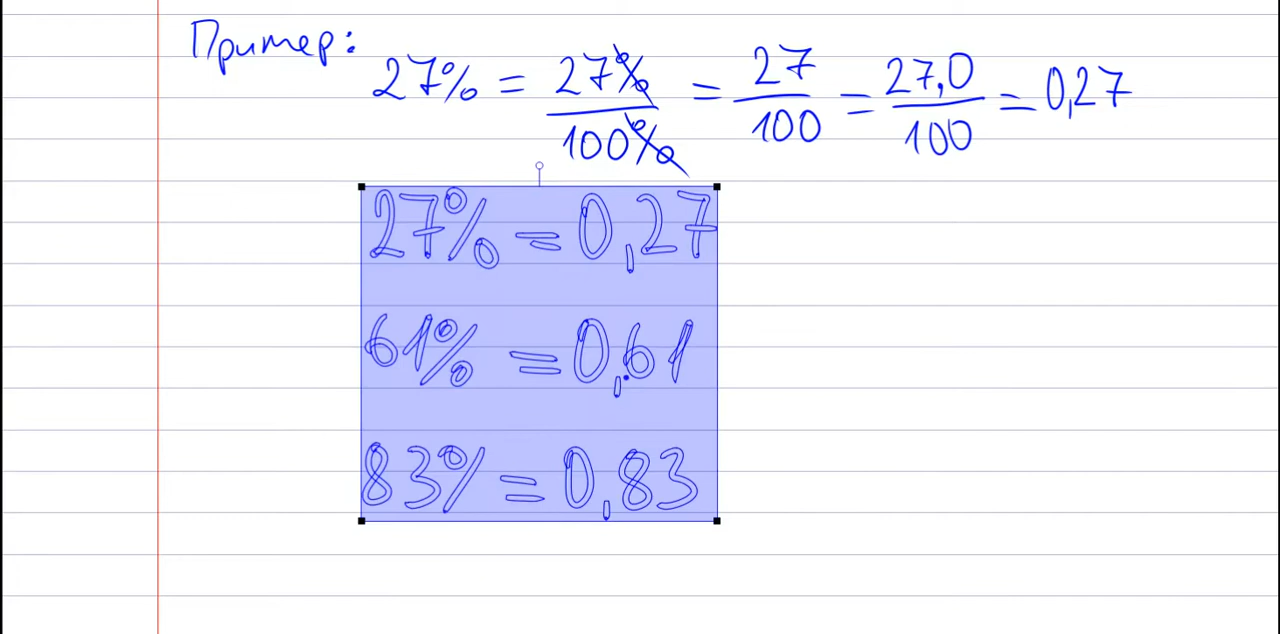 Пример:
27% = 27%/100% = 27/100 = 27,0/100 = 0,27
27% = 0,27
61% = 0,61
83% = 0,83